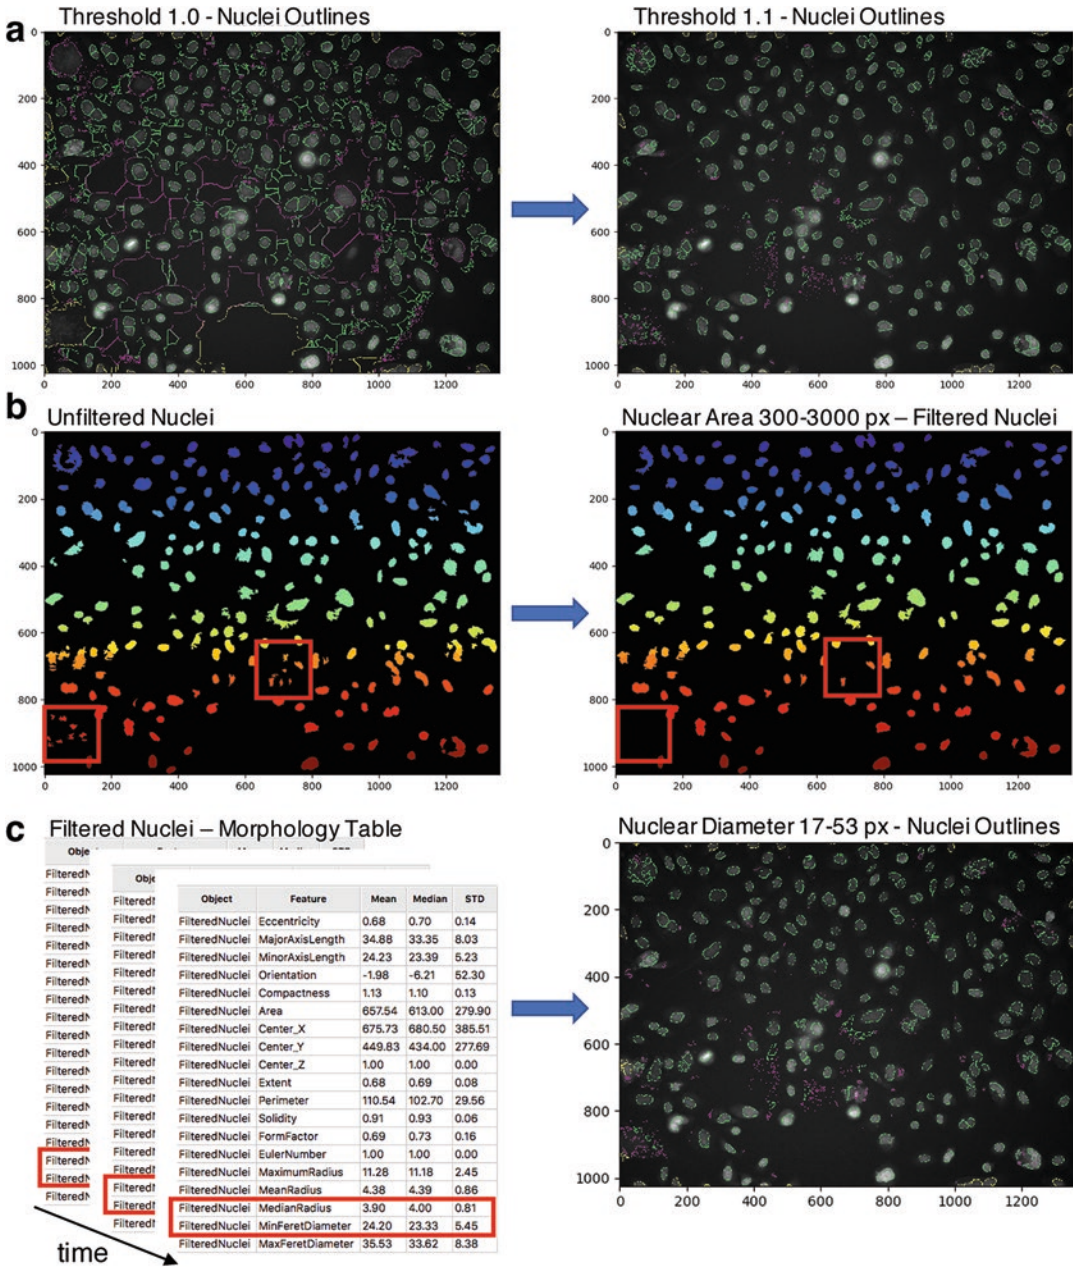 a
Threshold 1.0 - Nuclei Outlines
Threshold 1.1 - Nuclei Outlines
0
200
400
600
800
1000
0 200 400 600 800 1000 1200
0
200
400
600
800
1000
0 200 400 600 800 1000 1200
b
Unfiltered Nuclei
Nuclear Area 300-3000 px – Filtered Nuclei
0
200
400
600
800
1000
0 200 400 600 800 1000 1200
0
200
400
600
800
1000
0 200 400 600 800 1000 1200
c
Filtered Nuclei – Morphology Table
Nuclear Diameter 17-53 px - Nuclei Outlines
Object Feature Mean Median STD
FilteredNuclei Eccentricity 0.68 0.70 0.14
FilteredNuclei MajorAxisLength 34.88 33.35 8.03
FilteredNuclei MinorAxisLength 24.23 23.39 5.23
FilteredNuclei Orientation -1.98 -6.21 52.30
FilteredNuclei Compactness 1.13 1.10 0.13
FilteredNuclei Area 657.54 613.00 279.90
FilteredNuclei Center_X 675.73 680.50 385.51
FilteredNuclei Center_Y 449.83 434.00 277.69
FilteredNuclei Center_Z 1.00 1.00 0.00
FilteredNuclei Extent 0.68 0.69 0.08
FilteredNuclei Perimeter 110.54 102.70 29.56
FilteredNuclei Solidity 0.91 0.93 0.06
FilteredNuclei FormFactor 0.69 0.73 0.16
FilteredNuclei EulerNumber 1.00 1.00 0.00
FilteredNuclei MaximumRadius 11.28 11.18 2.45
FilteredNuclei MeanRadius 4.38 4.39 0.86
FilteredNuclei MedianRadius 3.90 4.00 0.81
FilteredNuclei MinFeretDiameter 24.20 23.33 5.45
FilteredNuclei MaxFeretDiameter 35.53 33.62 8.38
time
0
200
400
600
800
1000
0 200 400 600 800 1000 1200